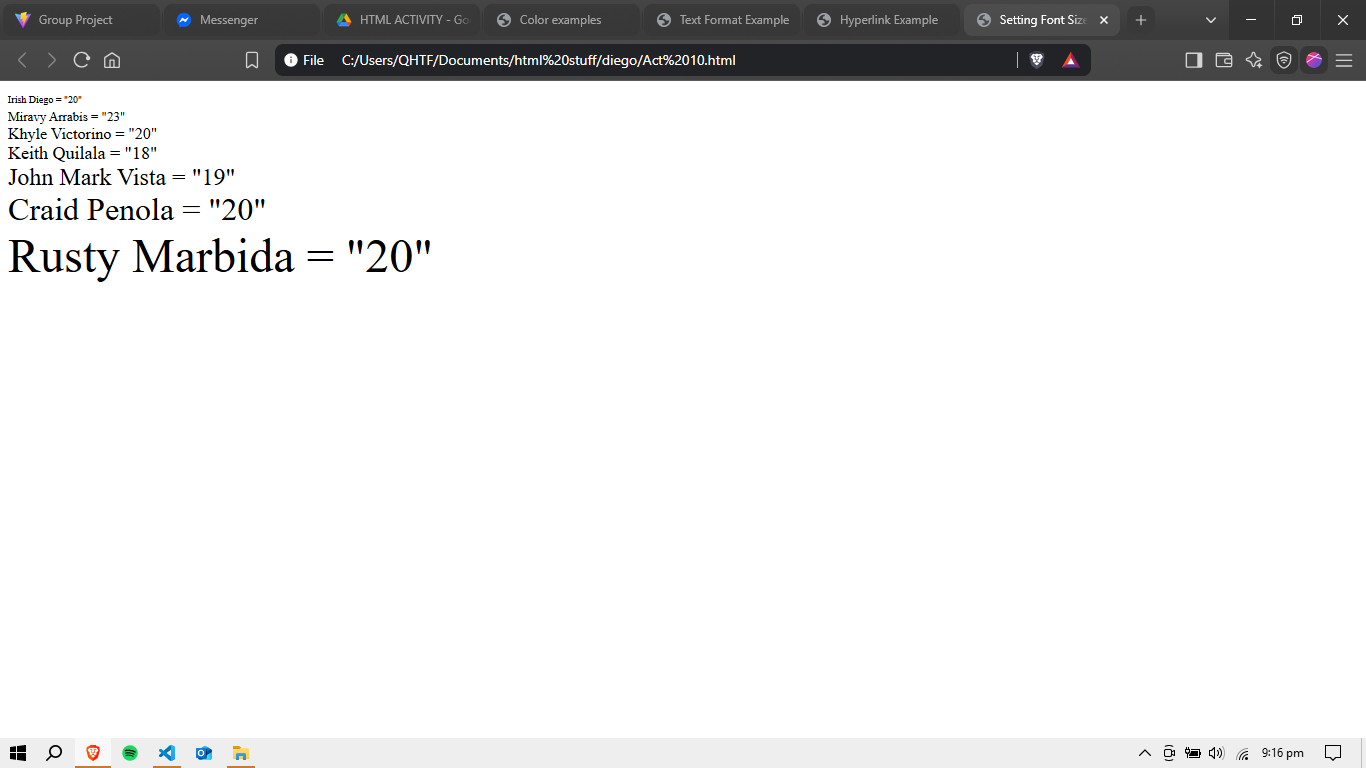 Group Project
Messenger
HTML ACTIVITY - Go
Color examples
Text Format Example
Hyperlink Example
Setting Font Size
File
C:/Users/QHTF/Documents/html%20stuff/diego/Act%2010.html
Irish Diego = "20"
Miravy Arrabis = "23"
Khyle Victorino = "20"
Keith Quilala = "18"
John Mark Vista = "19"
Craid Penola = "20"
Rusty Marbida = "20"
9:16 pm